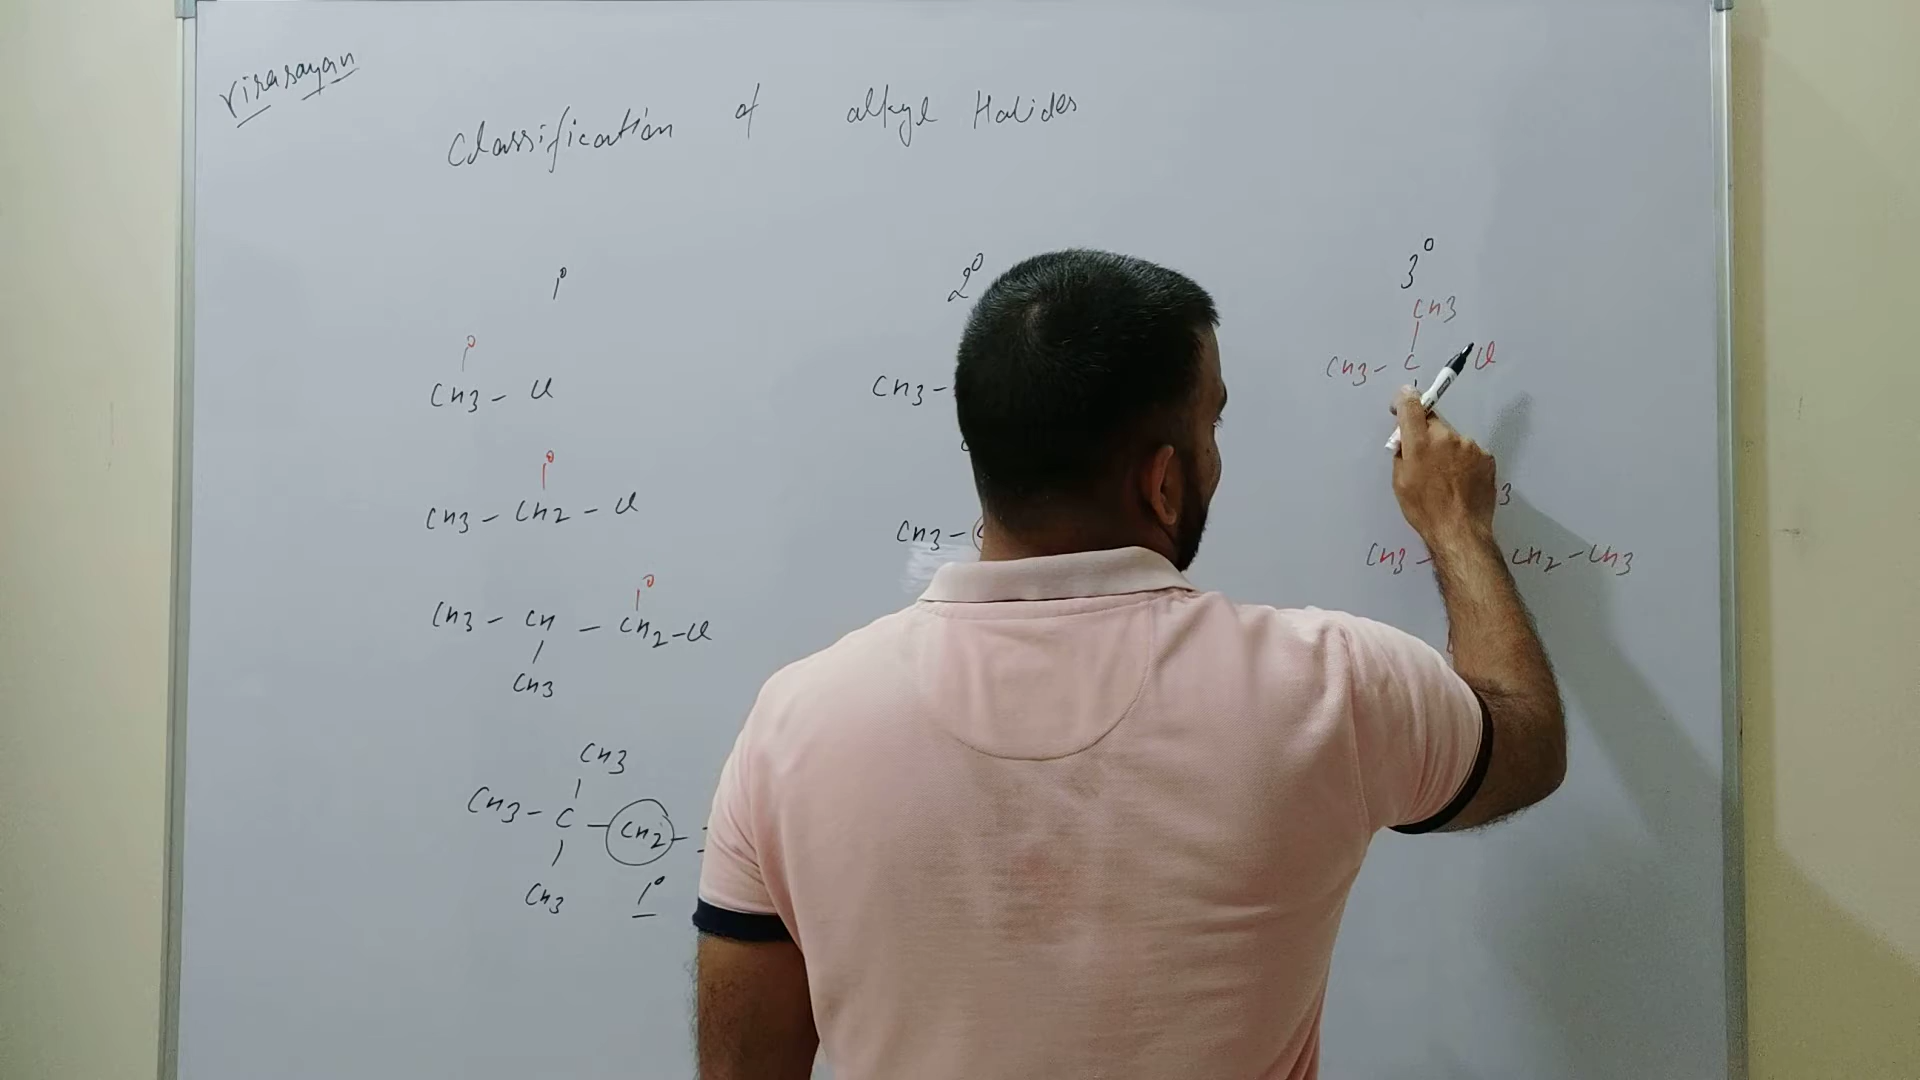 Virasayan
Classification of alkyl Halides
1°
1°
CH3 - Cl
1°
CH3 - CH2 - Cl
1°
CH3 - CH - CH2 - Cl
CH3
CH3
CH3 - C - CH2 -
CH3
1°
2°
CH3 -
CH3 -
3°
CH3
CH3 - C Cl
3
CH3 - CH2 - CH3